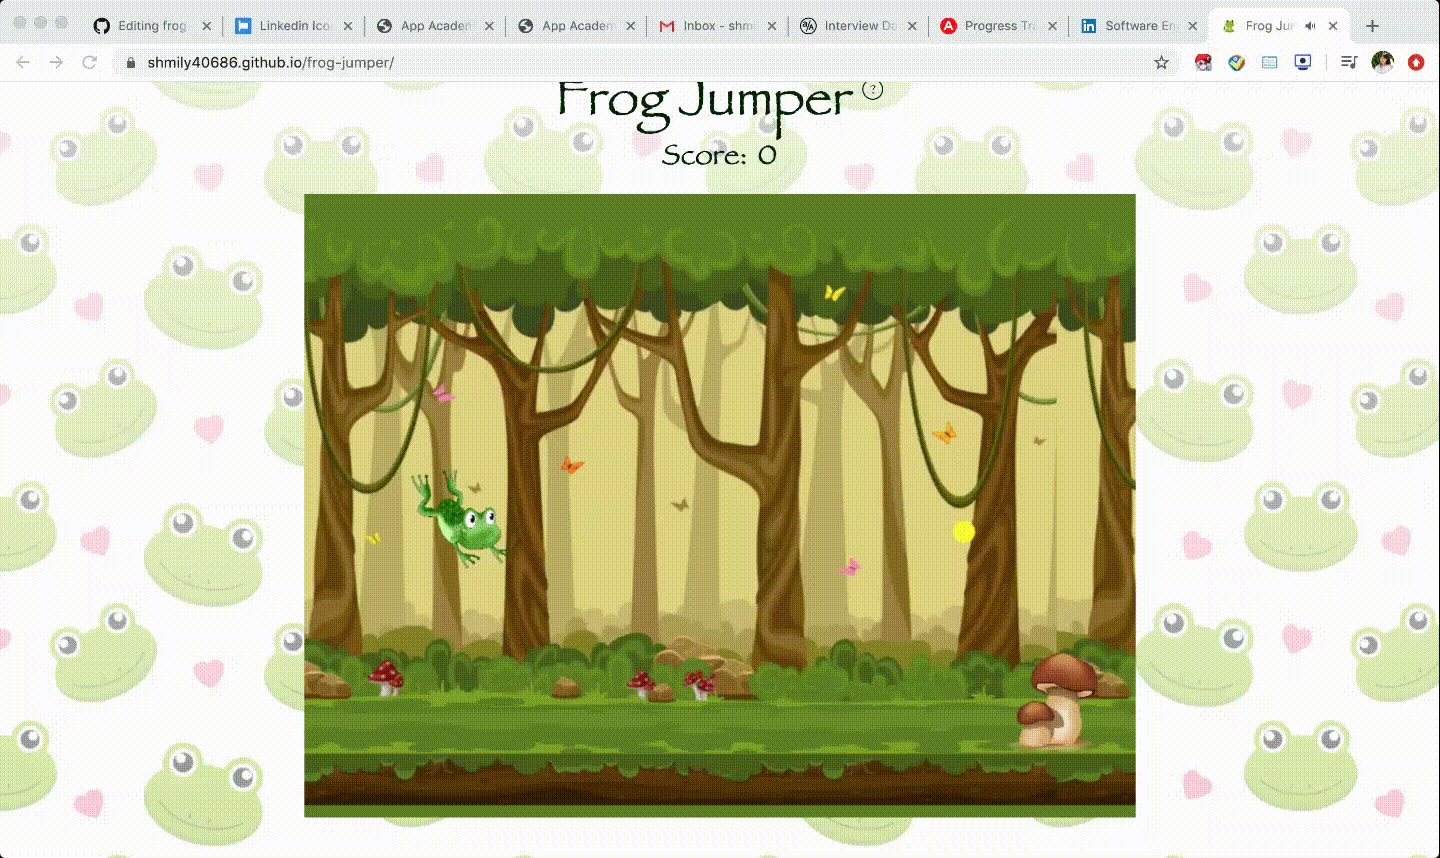 Editing frog
Linkedin Ico
App Academ
App Academ
Inbox - shmi
Interview Da
Progress Tra
Software En
Frog Jum
shmily40686.github.io/frog-jumper/
Frog Jumper ?
Score: 0